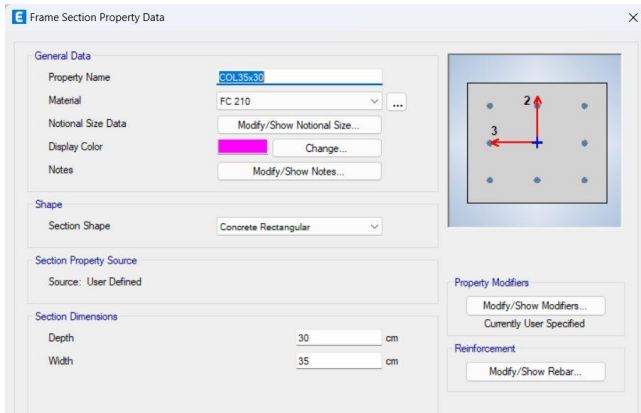 E Frame Section Property Data
General Data
Property Name COL35x30
Material FC 210 ...
Notional Size Data Modify/Show Notional Size...
Display Color Change...
Notes Modify/Show Notes...
2
3
Shape
Section Shape Concrete Rectangular
Section Property Source
Source: User Defined
Property Modifiers
Modify/Show Modifiers...
Currently User Specified
Section Dimensions
Depth 30 cm
Width 35 cm
Reinforcement
Modify/Show Rebar...